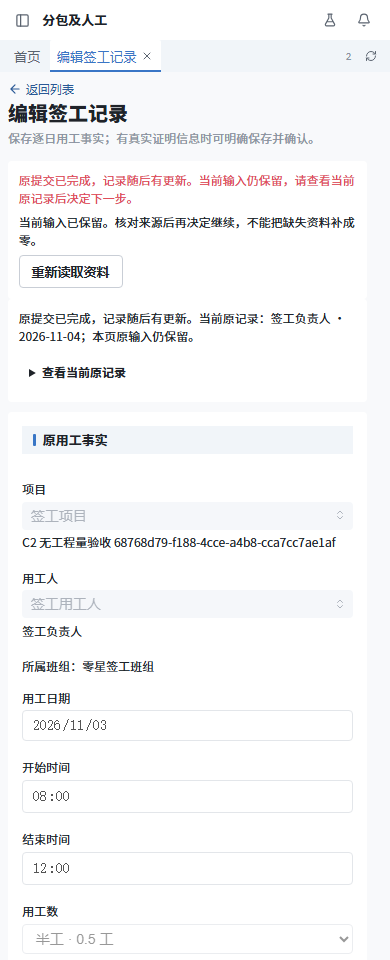 分包及人工
首页
编辑签工记录
2
返回列表
编辑签工记录
保存逐日用工事实；有真实证明信息时可明确保存并确认。
原提交已完成，记录随后有更新。当前输入仍保留，请查看当前
原记录后决定下一步。
当前输入已保留。核对来源后再决定继续，不能把缺失资料补成
零。
重新读取资料
原提交已完成，记录随后有更新。当前原记录：签工负责人 ·
2026-11-04；本页原输入仍保留。
查看当前原记录
原用工事实
项目
签工项目
C2 无工程量验收 68768d79-f188-4cce-a4b8-cca7cc7ae1af
用工人
签工用工人
签工负责人
所属班组：零星签工班组
用工日期
2026/11/03
开始时间
08:00
结束时间
12:00
用工数
半工 · 0.5 工